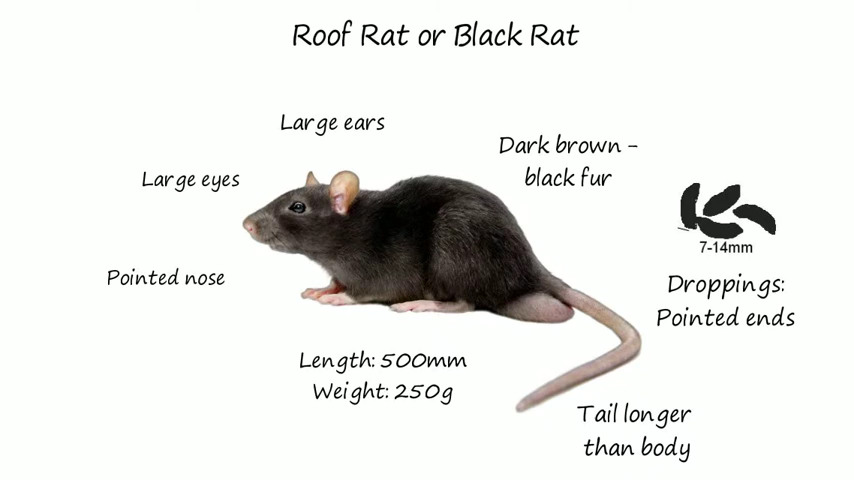 Roof Rat or Black Rat
Large ears
Dark brown -
black fur
Large eyes
7-14mm
Pointed nose
Droppings:
Pointed ends
Length: 500mm
Weight: 250g
Tail longer
than body